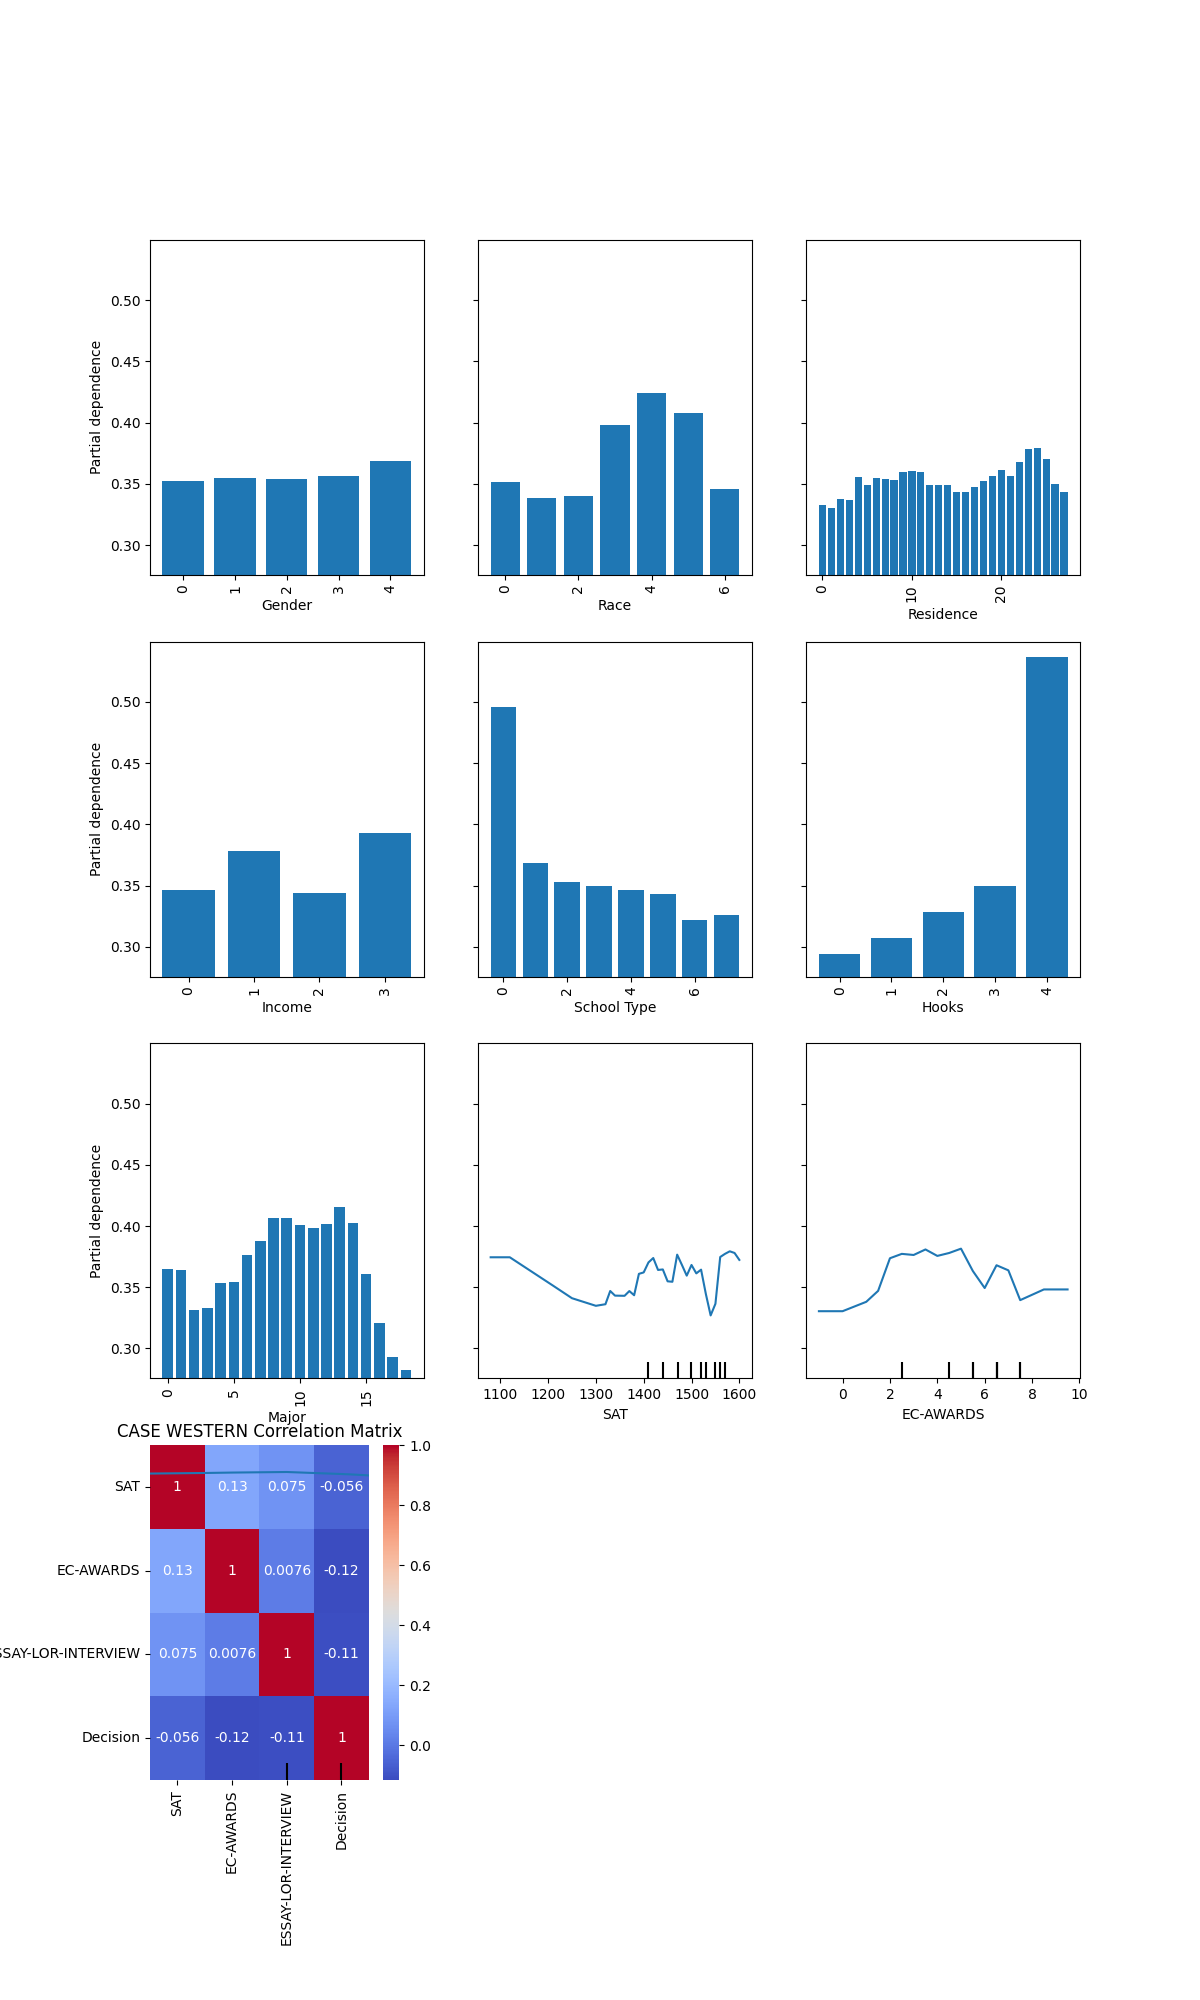 Partial dependence
0.50
0.45
0.40
0.35
0.30
0 1 2 3 4
Gender
0 2 4 6
Race
0 10 20
Residence
Partial dependence
0.50
0.45
0.40
0.35
0.30
0 1 2 3
Income
0 2 4 6
School Type
0 1 2 3 4
Hooks
Partial dependence
0.50
0.45
0.40
0.35
0.30
0 5 10 15
Major
1100 1200 1300 1400 1500 1600
SAT
0 2 4 6 8 10
EC-AWARDS
CASE WESTERN Correlation Matrix
SAT 1 0.13 0.075 -0.056
EC-AWARDS 0.13 1 0.0076 -0.12
SSAY-LOR-INTERVIEW 0.075 0.0076 1 -0.11
Decision -0.056 -0.12 -0.11 1
SAT EC-AWARDS ESSAY-LOR-INTERVIEW Decision
1.0
0.8
0.6
0.4
0.2
0.0